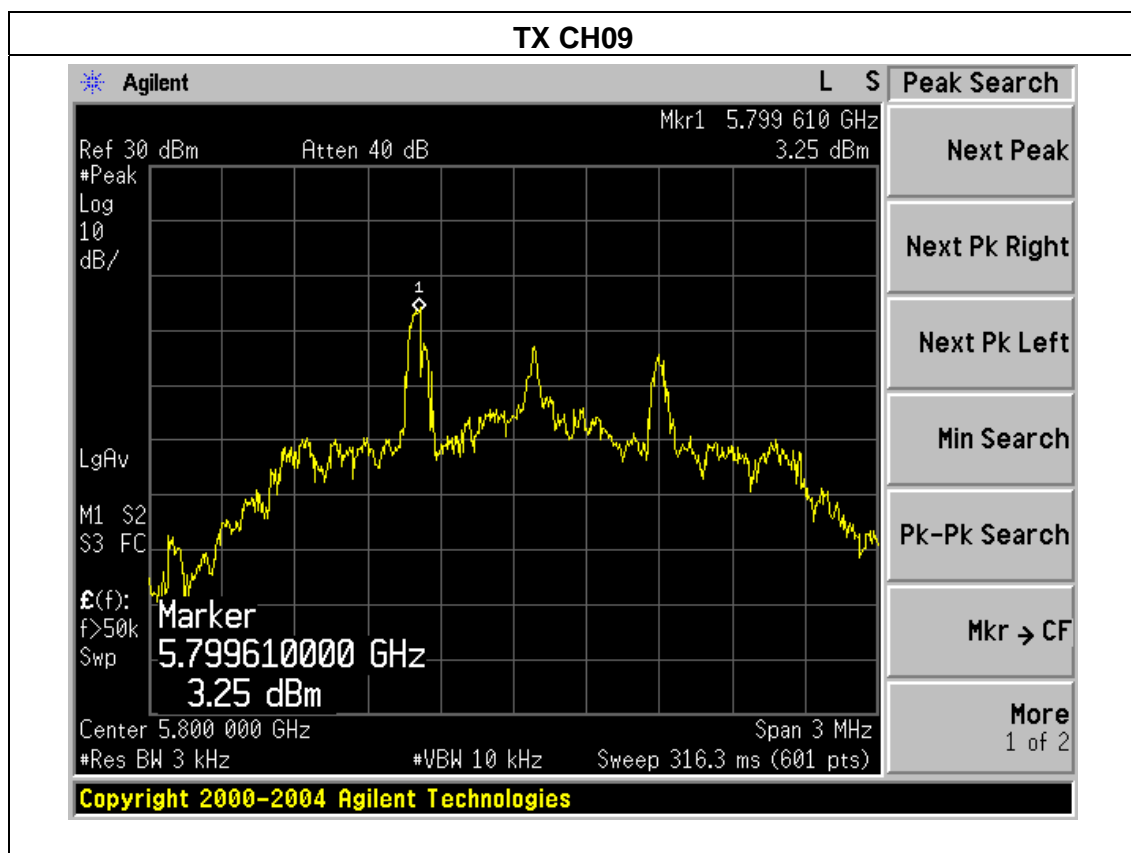 TX CH09
Agilent L S Peak Search
Mkr1 5.799 610 GHz
Ref 30 dBm Atten 40 dB 3.25 dBm
#Peak
Log
10
dB/
1
LgAv
M1 S2
S3 FC
£(f):
f>50k
Swp
Marker
5.799610000 GHz
3.25 dBm
Center 5.800 000 GHz Span 3 MHz
#Res BW 3 kHz #VBW 10 kHz Sweep 316.3 ms (601 pts)
Next Peak
Next Pk Right
Next Pk Left
Min Search
Pk-Pk Search
Mkr → CF
More
1 of 2
Copyright 2000-2004 Agilent Technologies